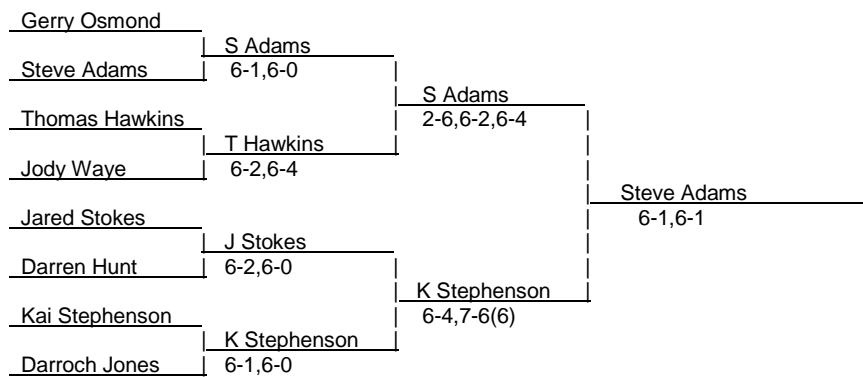 Gerry Osmond
S Adams
Steve Adams
6-1,6-0
S Adams
Thomas Hawkins
2-6,6-2,6-4
T Hawkins
Jody Waye
6-2,6-4
Steve Adams
Jared Stokes
6-1,6-1
J Stokes
Darren Hunt
6-2,6-0
K Stephenson
Kai Stephenson
6-4,7-6(6)
K Stephenson
Darroch Jones
6-1,6-0